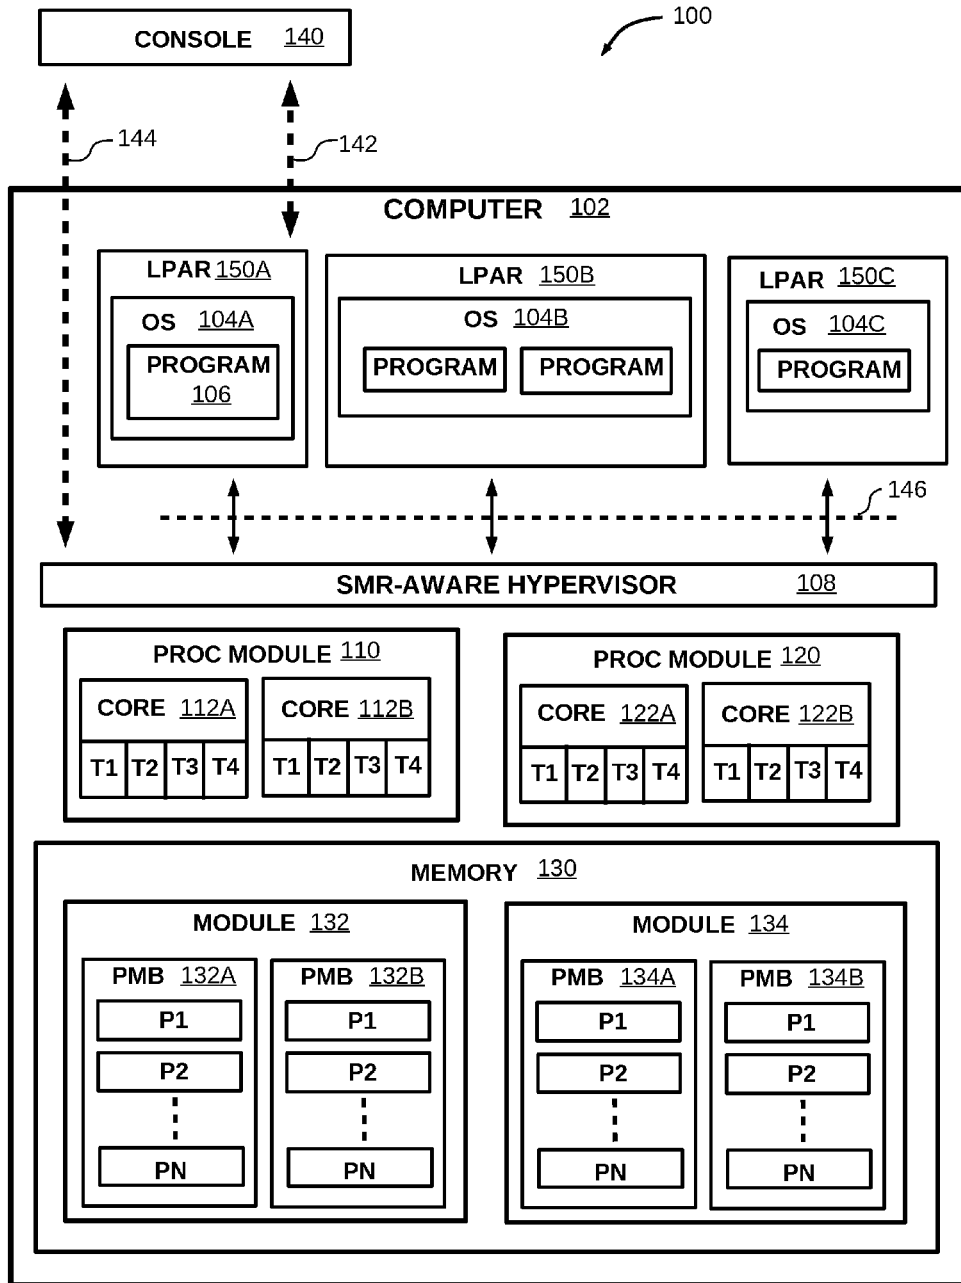 100
CONSOLE 140
144
142
COMPUTER 102
LPAR 150A
LPAR 150B
LPAR 150C
OS 104A
OS 104B
OS 104C
PROGRAM
106
PROGRAM
PROGRAM
PROGRAM
146
SMR-AWARE HYPERVISOR 108
PROC MODULE 110
PROC MODULE 120
CORE 112A
CORE 112B
CORE 122A
CORE 122B
T1 T2 T3 T4
T1 T2 T3 T4
T1 T2 T3 T4
T1 T2 T3 T4
MEMORY 130
MODULE 132
MODULE 134
PMB 132A
PMB 132B
PMB 134A
PMB 134B
P1
P1
P1
P1
P2
P2
P2
P2
PN
PN
PN
PN